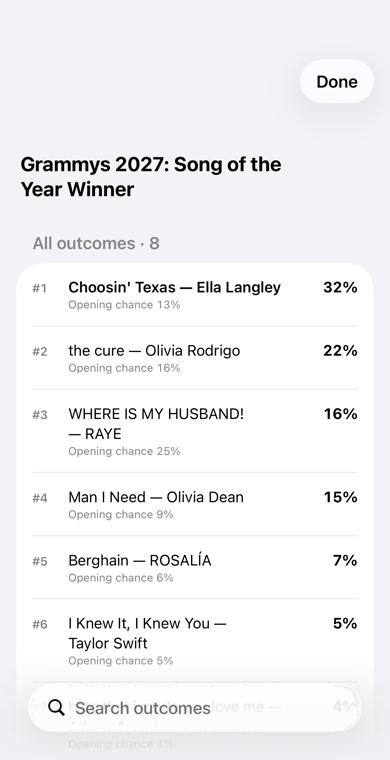 Done
Grammys 2027: Song of the
Year Winner
All outcomes · 8
#1 Choosin' Texas — Ella Langley 32%
Opening chance 13%
#2 the cure — Olivia Rodrigo 22%
Opening chance 16%
#3 WHERE IS MY HUSBAND! 16%
— RAYE
Opening chance 25%
#4 Man I Need — Olivia Dean 15%
Opening chance 9%
#5 Berghain — ROSALÍA 7%
Opening chance 6%
#6 I Knew It, I Knew You — 5%
Taylor Swift
Opening chance 5%
love me — 4%
Search outcomes
Opening chance 4%